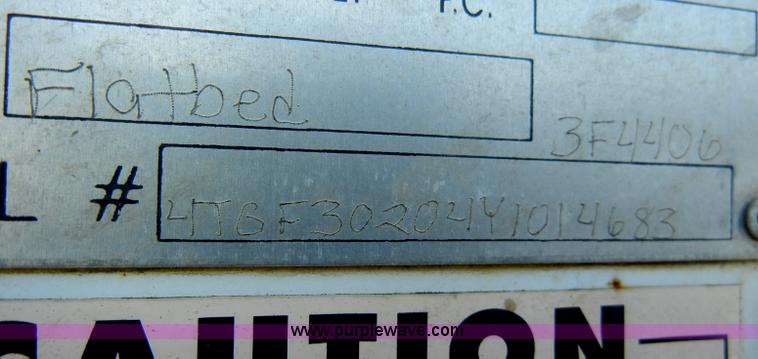 P.C.
Flatbed
3F4406
L # 4TGF30204Y1014683
CAUTION
www.purplewave.com